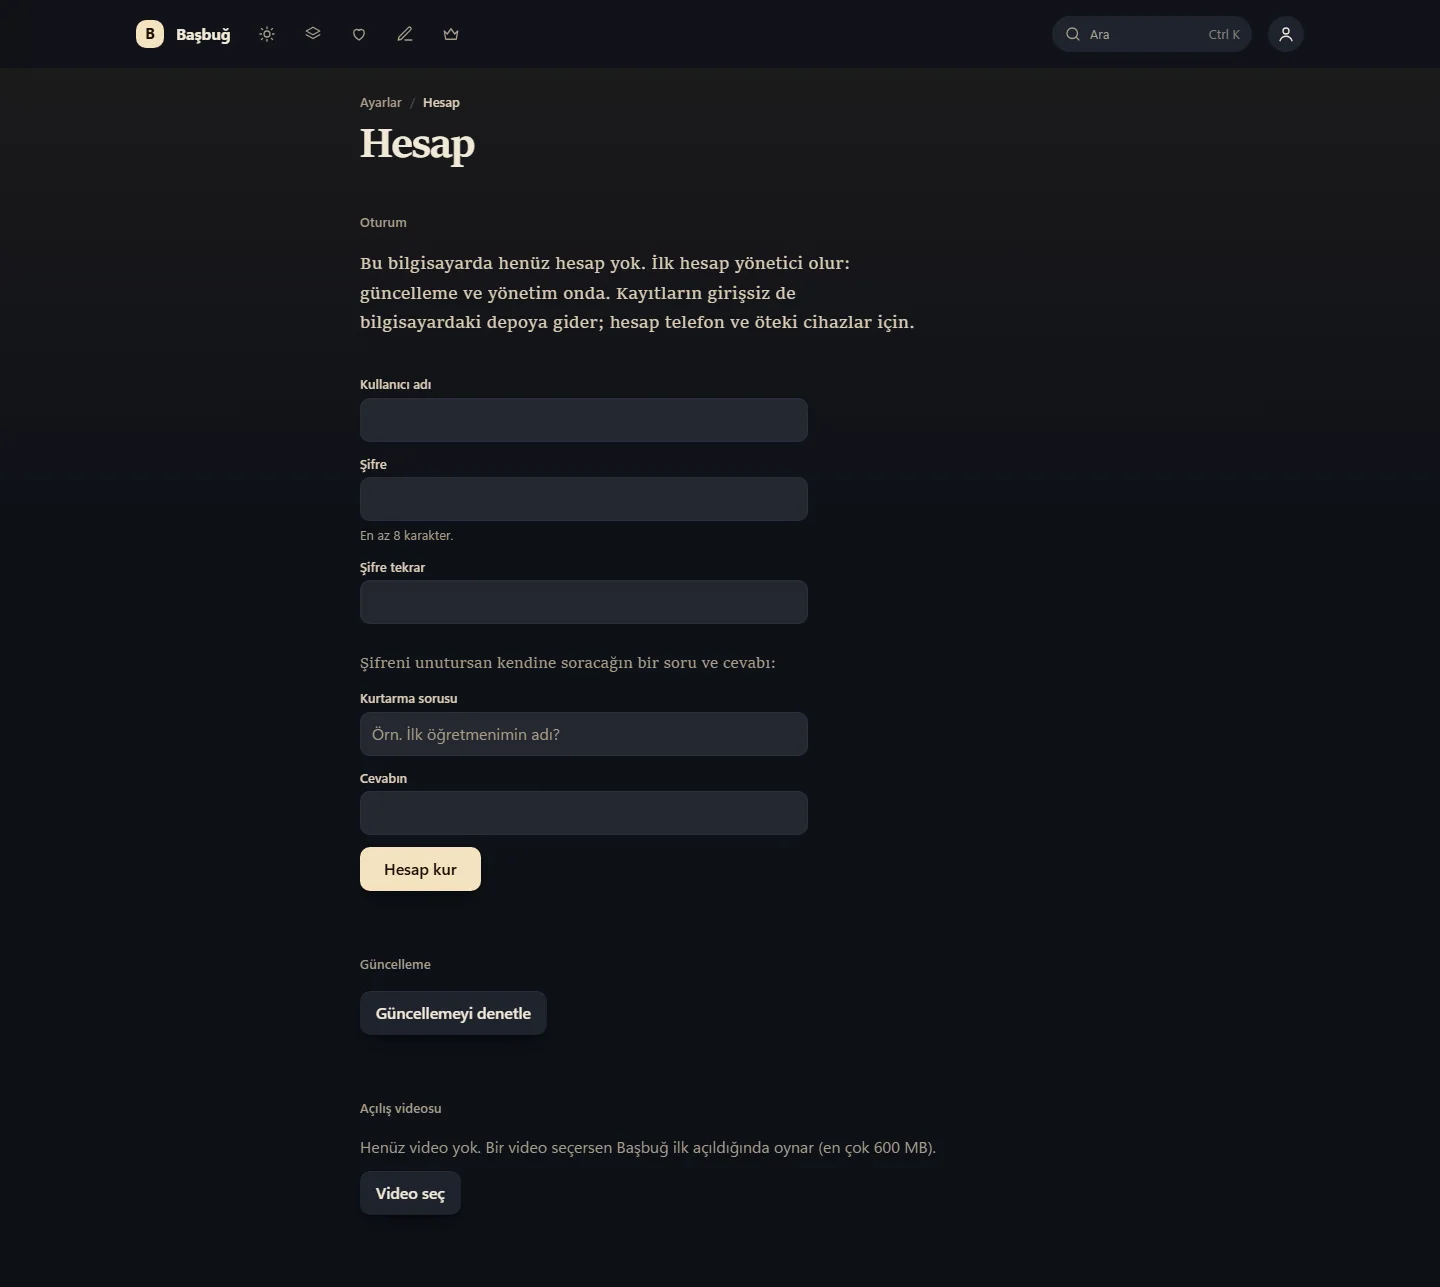 B Başbuğ
Ara Ctrl K
Ayarlar / Hesap
Hesap
Oturum
Bu bilgisayarda henüz hesap yok. İlk hesap yönetici olur:
güncelleme ve yönetim onda. Kayıtların girişsiz de
bilgisayardaki depoya gider; hesap telefon ve öteki cihazlar için.
Kullanıcı adı
Şifre
En az 8 karakter.
Şifre tekrar
Şifreni unutursan kendine soracağın bir soru ve cevabı:
Kurtarma sorusu
Örn. İlk öğretmenimin adı?
Cevabın
Hesap kur
Güncelleme
Güncellemeyi denetle
Açılış videosu
Henüz video yok. Bir video seçersen Başbuğ ilk açıldığında oynar (en çok 600 MB).
Video seç